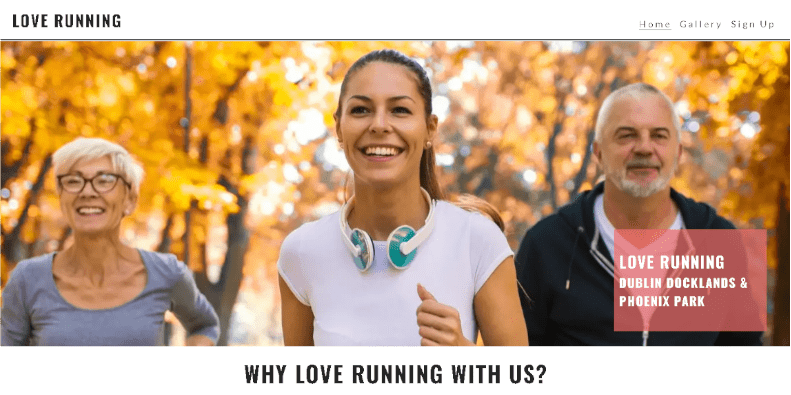 LOVE RUNNING
Home Gallery Sign Up
LOVE RUNNING
DUBLIN DOCKLANDS &
PHOENIX PARK
WHY LOVE RUNNING WITH US?